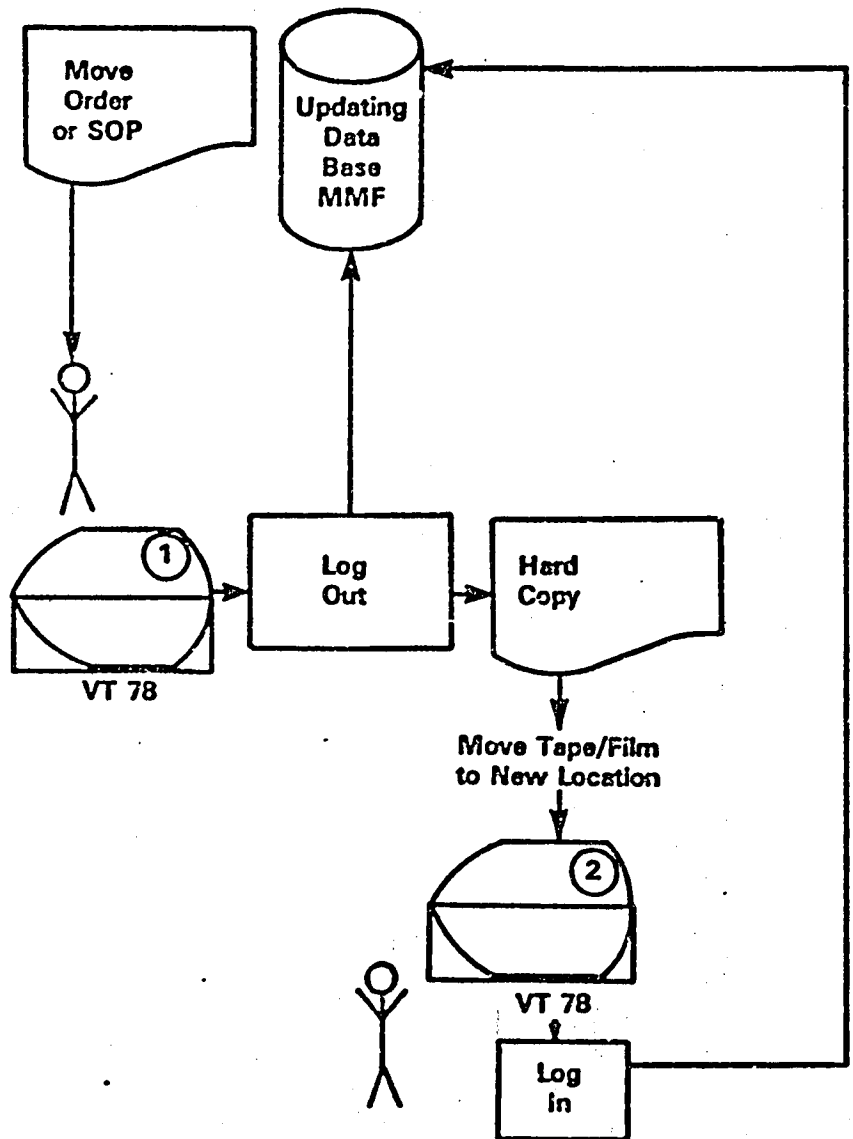 Move
Order
or SOP
Updating
Data
Base
MMF
1
Log
Out
Hard
Copy
VT 78
Move Tape/Film
to New Location
2
VT 78
Log
In